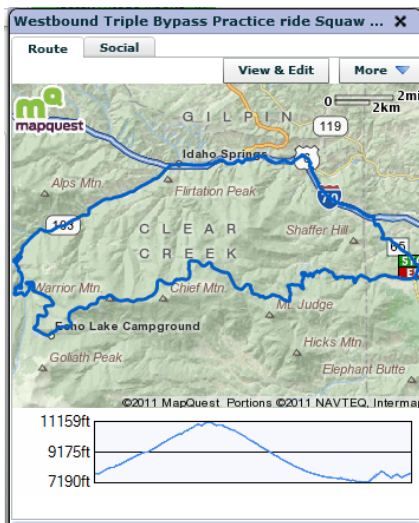 Westbound Triple Bypass Practice ride Squaw ...
Route
Social
View & Edit
More
mapquest
0 2mi
2km
GILPIN
119
6
Idaho Springs
Alps Mtn.
Flirtation Peak
70
103
CLEAR
CREEK
Shaffer Hill
65
Warrior Mtn.
Chief Mtn.
Mt. Judge
Echo Lake Campground
Hicks Mtn.
Goliath Peak
Elephant Butte
©2011 MapQuest Portions ©2011 NAVTEQ, Intermap
11159ft
9175ft
7190ft